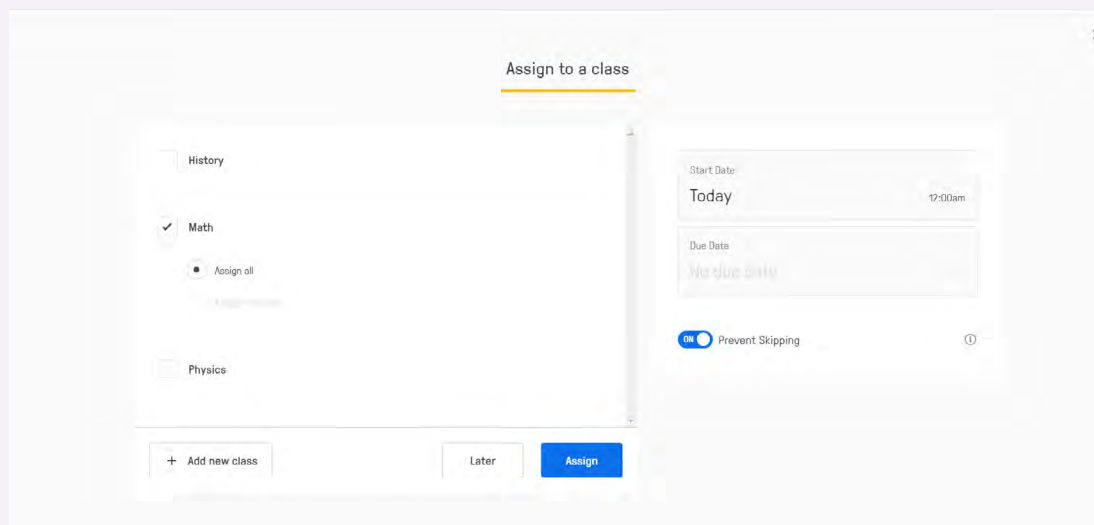 Assign to a class
History
Math
Assign all
Physics
+ Add new class
Later
Assign
Start Date
Today
12:00am
Due Date
No due date
ON
Prevent Skipping